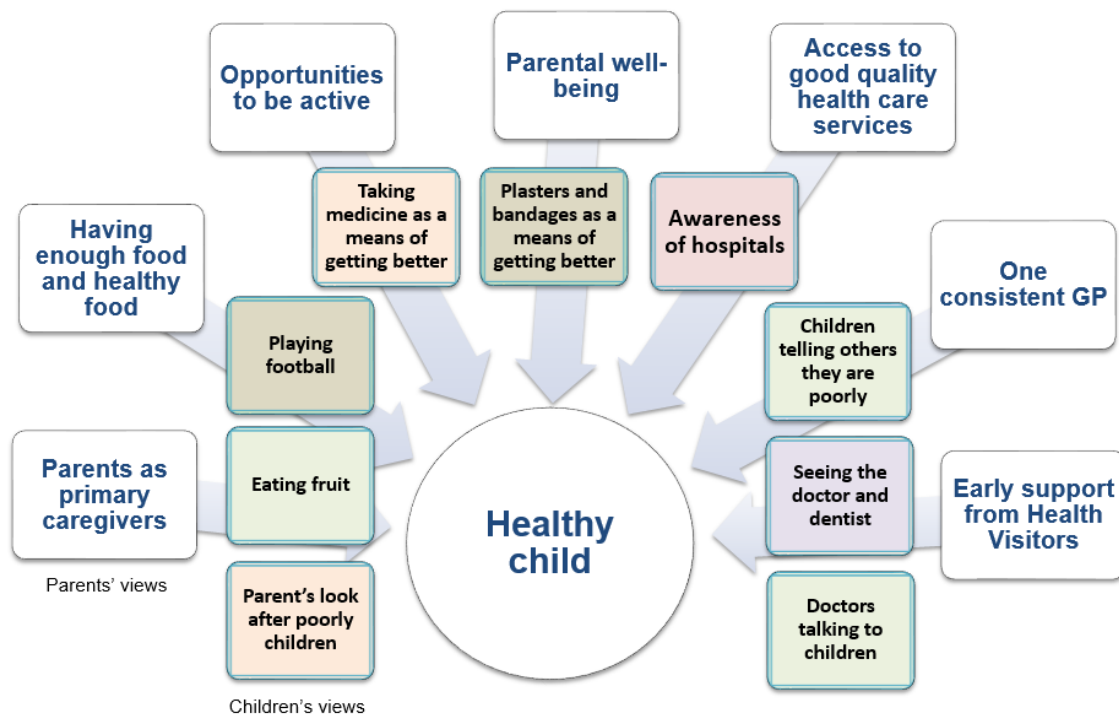 Parental well-
being
Access to
good quality
health care
services
Opportunities
to be active
Taking
medicine as a
means of
getting better
Plasters and
bandages as a
means of
getting better
Awareness
of hospitals
Having
enough food
and healthy
food
One
consistent GP
Playing
football
Children
telling others
they are
poorly
Parents as
primary
caregivers
Eating fruit
Seeing the
doctor and
dentist
Early support
from Health
Visitors
Healthy
child
Parents’ views
Parent’s look
after poorly
children
Doctors
talking to
children
Children’s views